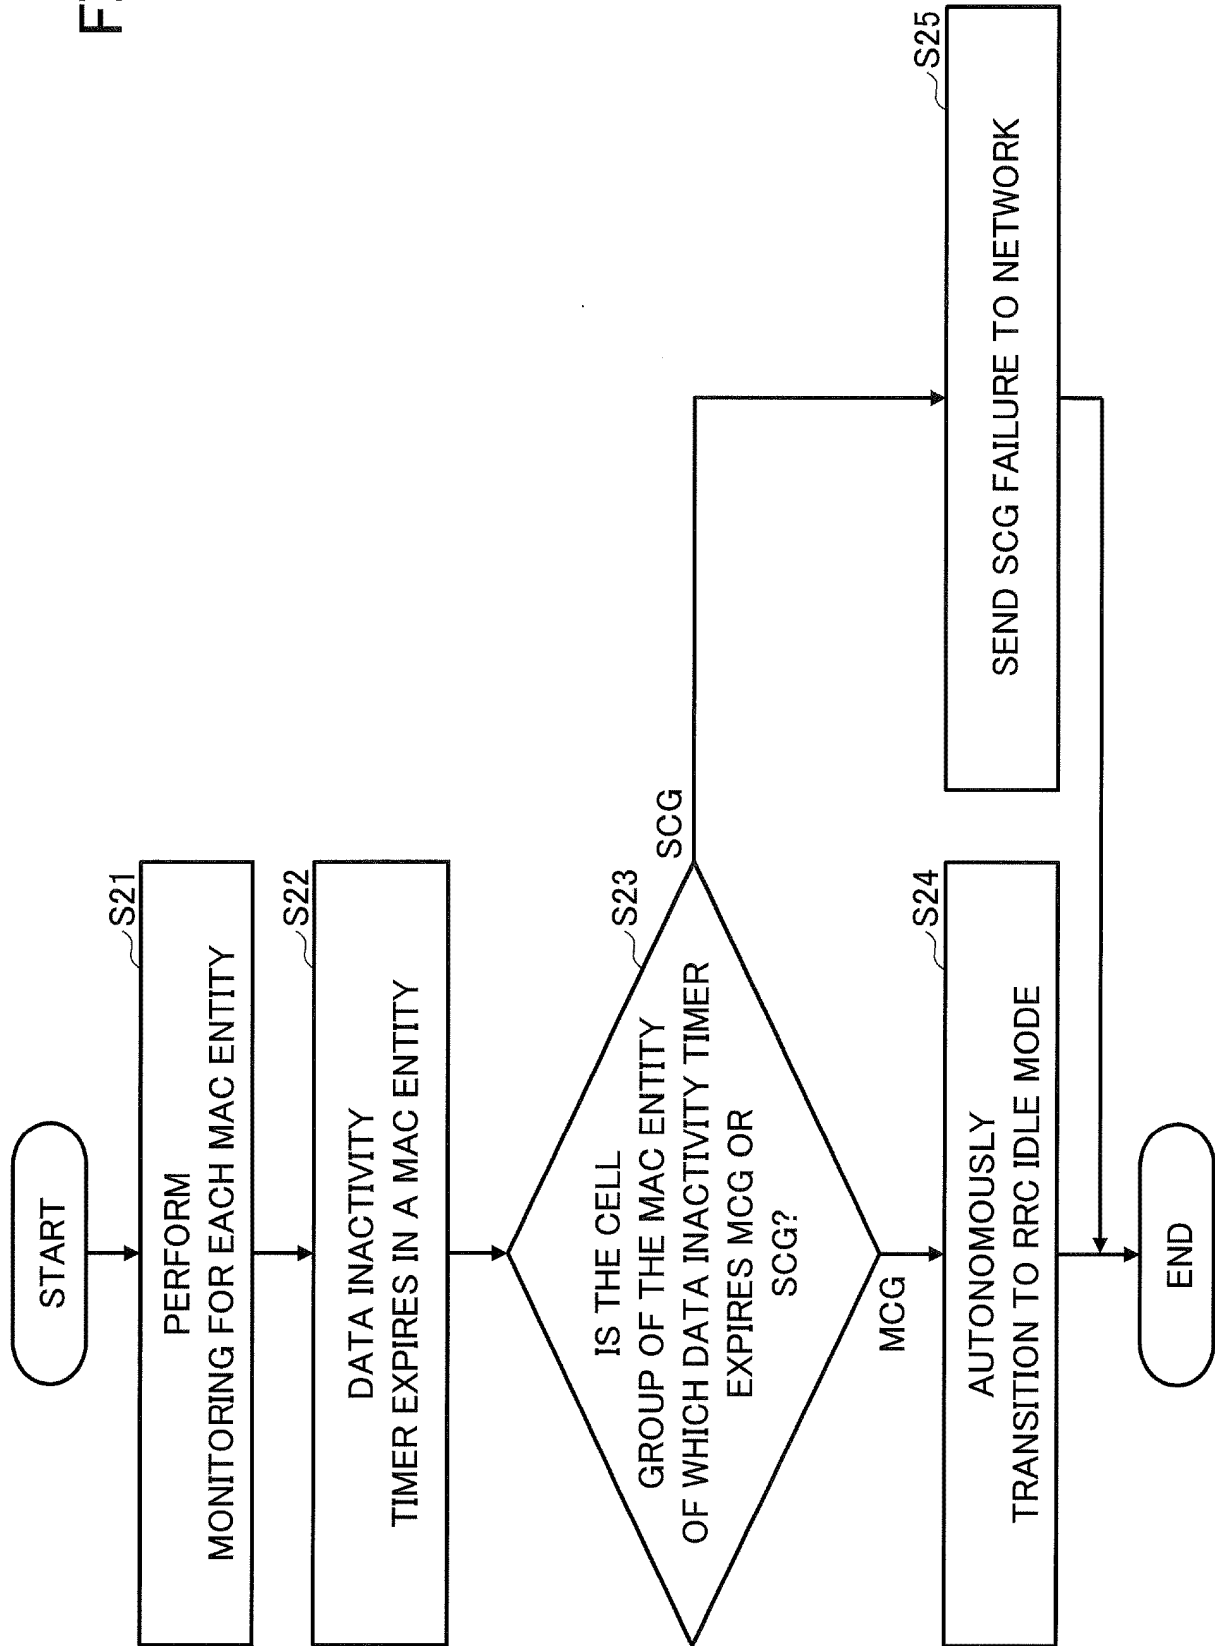 START
S21
PERFORM
MONITORING FOR EACH MAC ENTITY
S22
DATA INACTIVITY
TIMER EXPIRES IN A MAC ENTITY
S23
IS THE CELL
GROUP OF THE MAC ENTITY
OF WHICH DATA INACTIVITY TIMER
EXPIRES MCG OR
SCG?
SCG
MCG
S24
AUTONOMOUSLY
TRANSITION TO RRC IDLE MODE
S25
SEND SCG FAILURE TO NETWORK
END